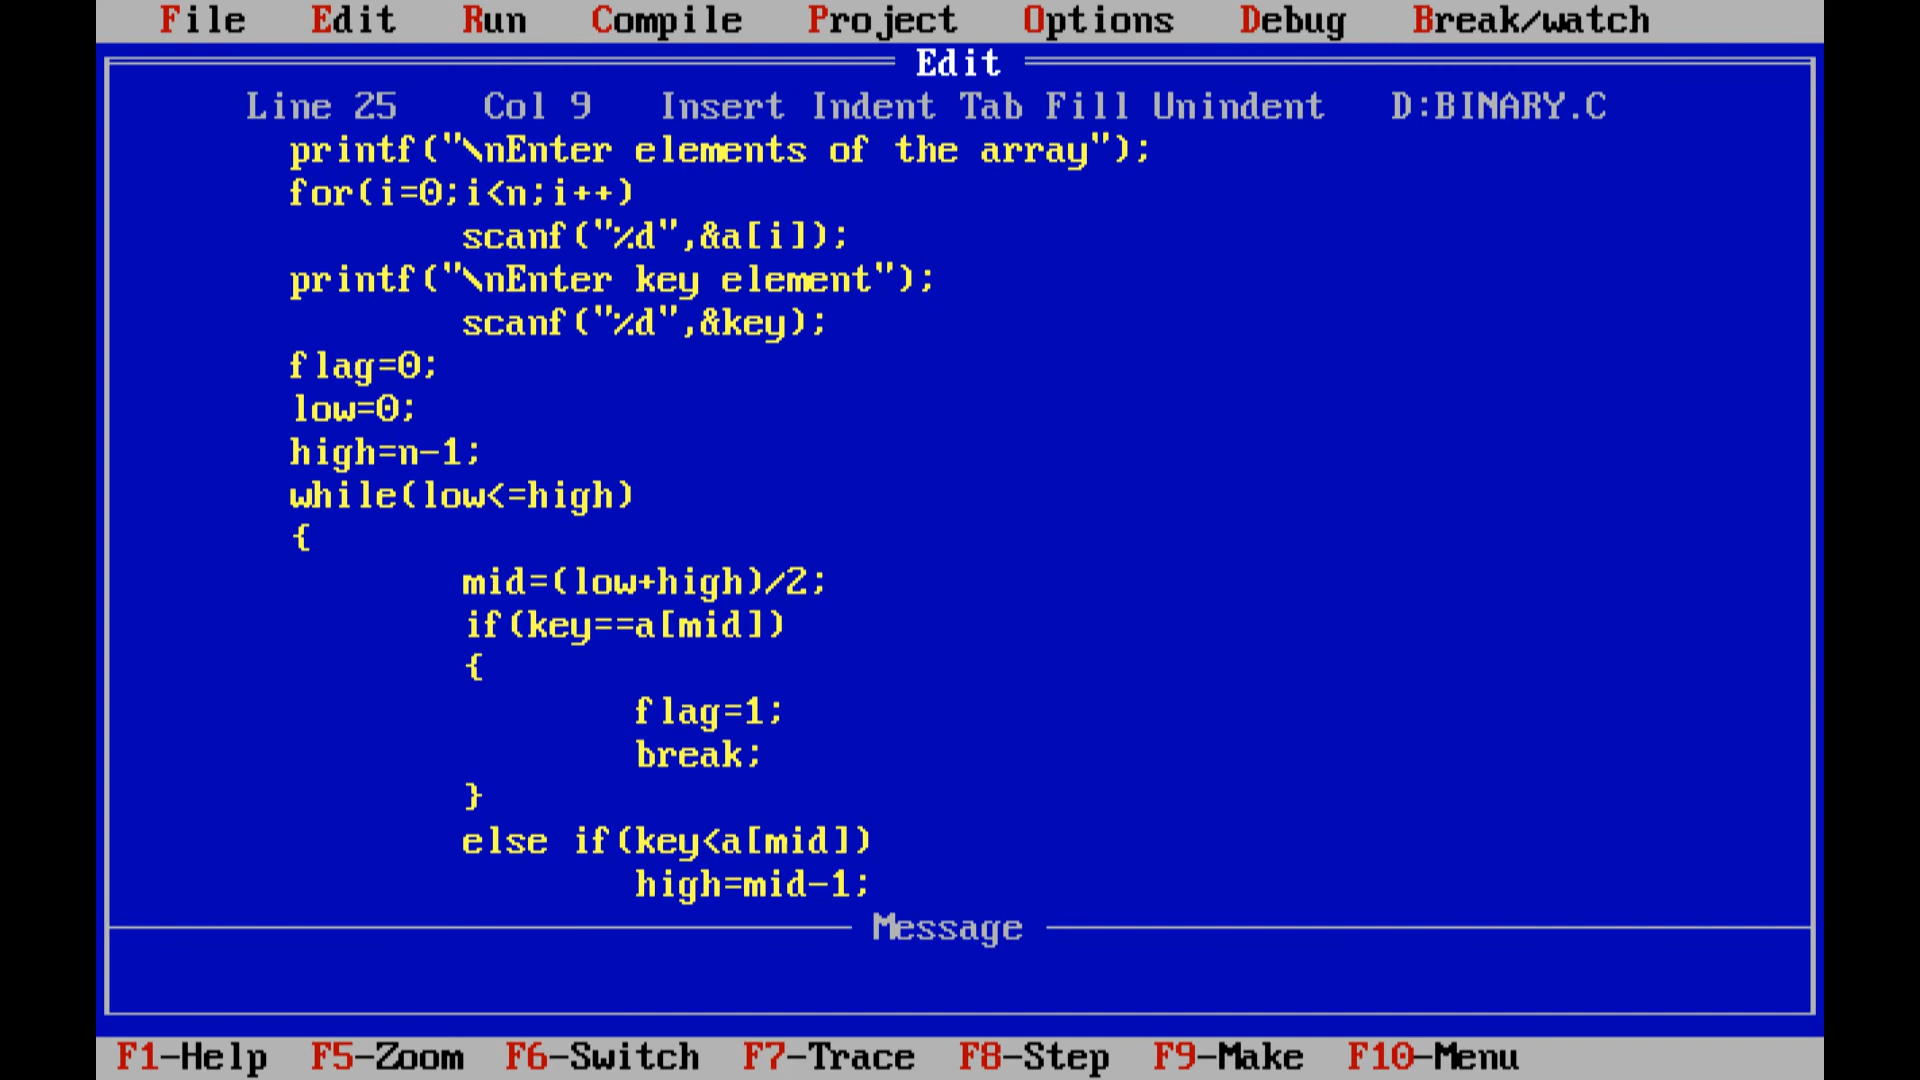 File Edit Run Compile Project Options Debug Break/watch
Edit
Line 25 Col 9 Insert Indent Tab Fill Unindent D:BINARY.C
printf("\nEnter elements of the array");
for(i=0;i<n;i++)
scanf("%d",&a[i]);
printf("\nEnter key element");
scanf("%d",&key);
flag=0;
low=0;
high=n-1;
while(low<=high)
{
mid=(low+high)/2;
if(key==a[mid])
{
flag=1;
break;
}
else if(key<a[mid])
high=mid-1;
Message
F1-Help F5-Zoom F6-Switch F7-Trace F8-Step F9-Make F10-Menu